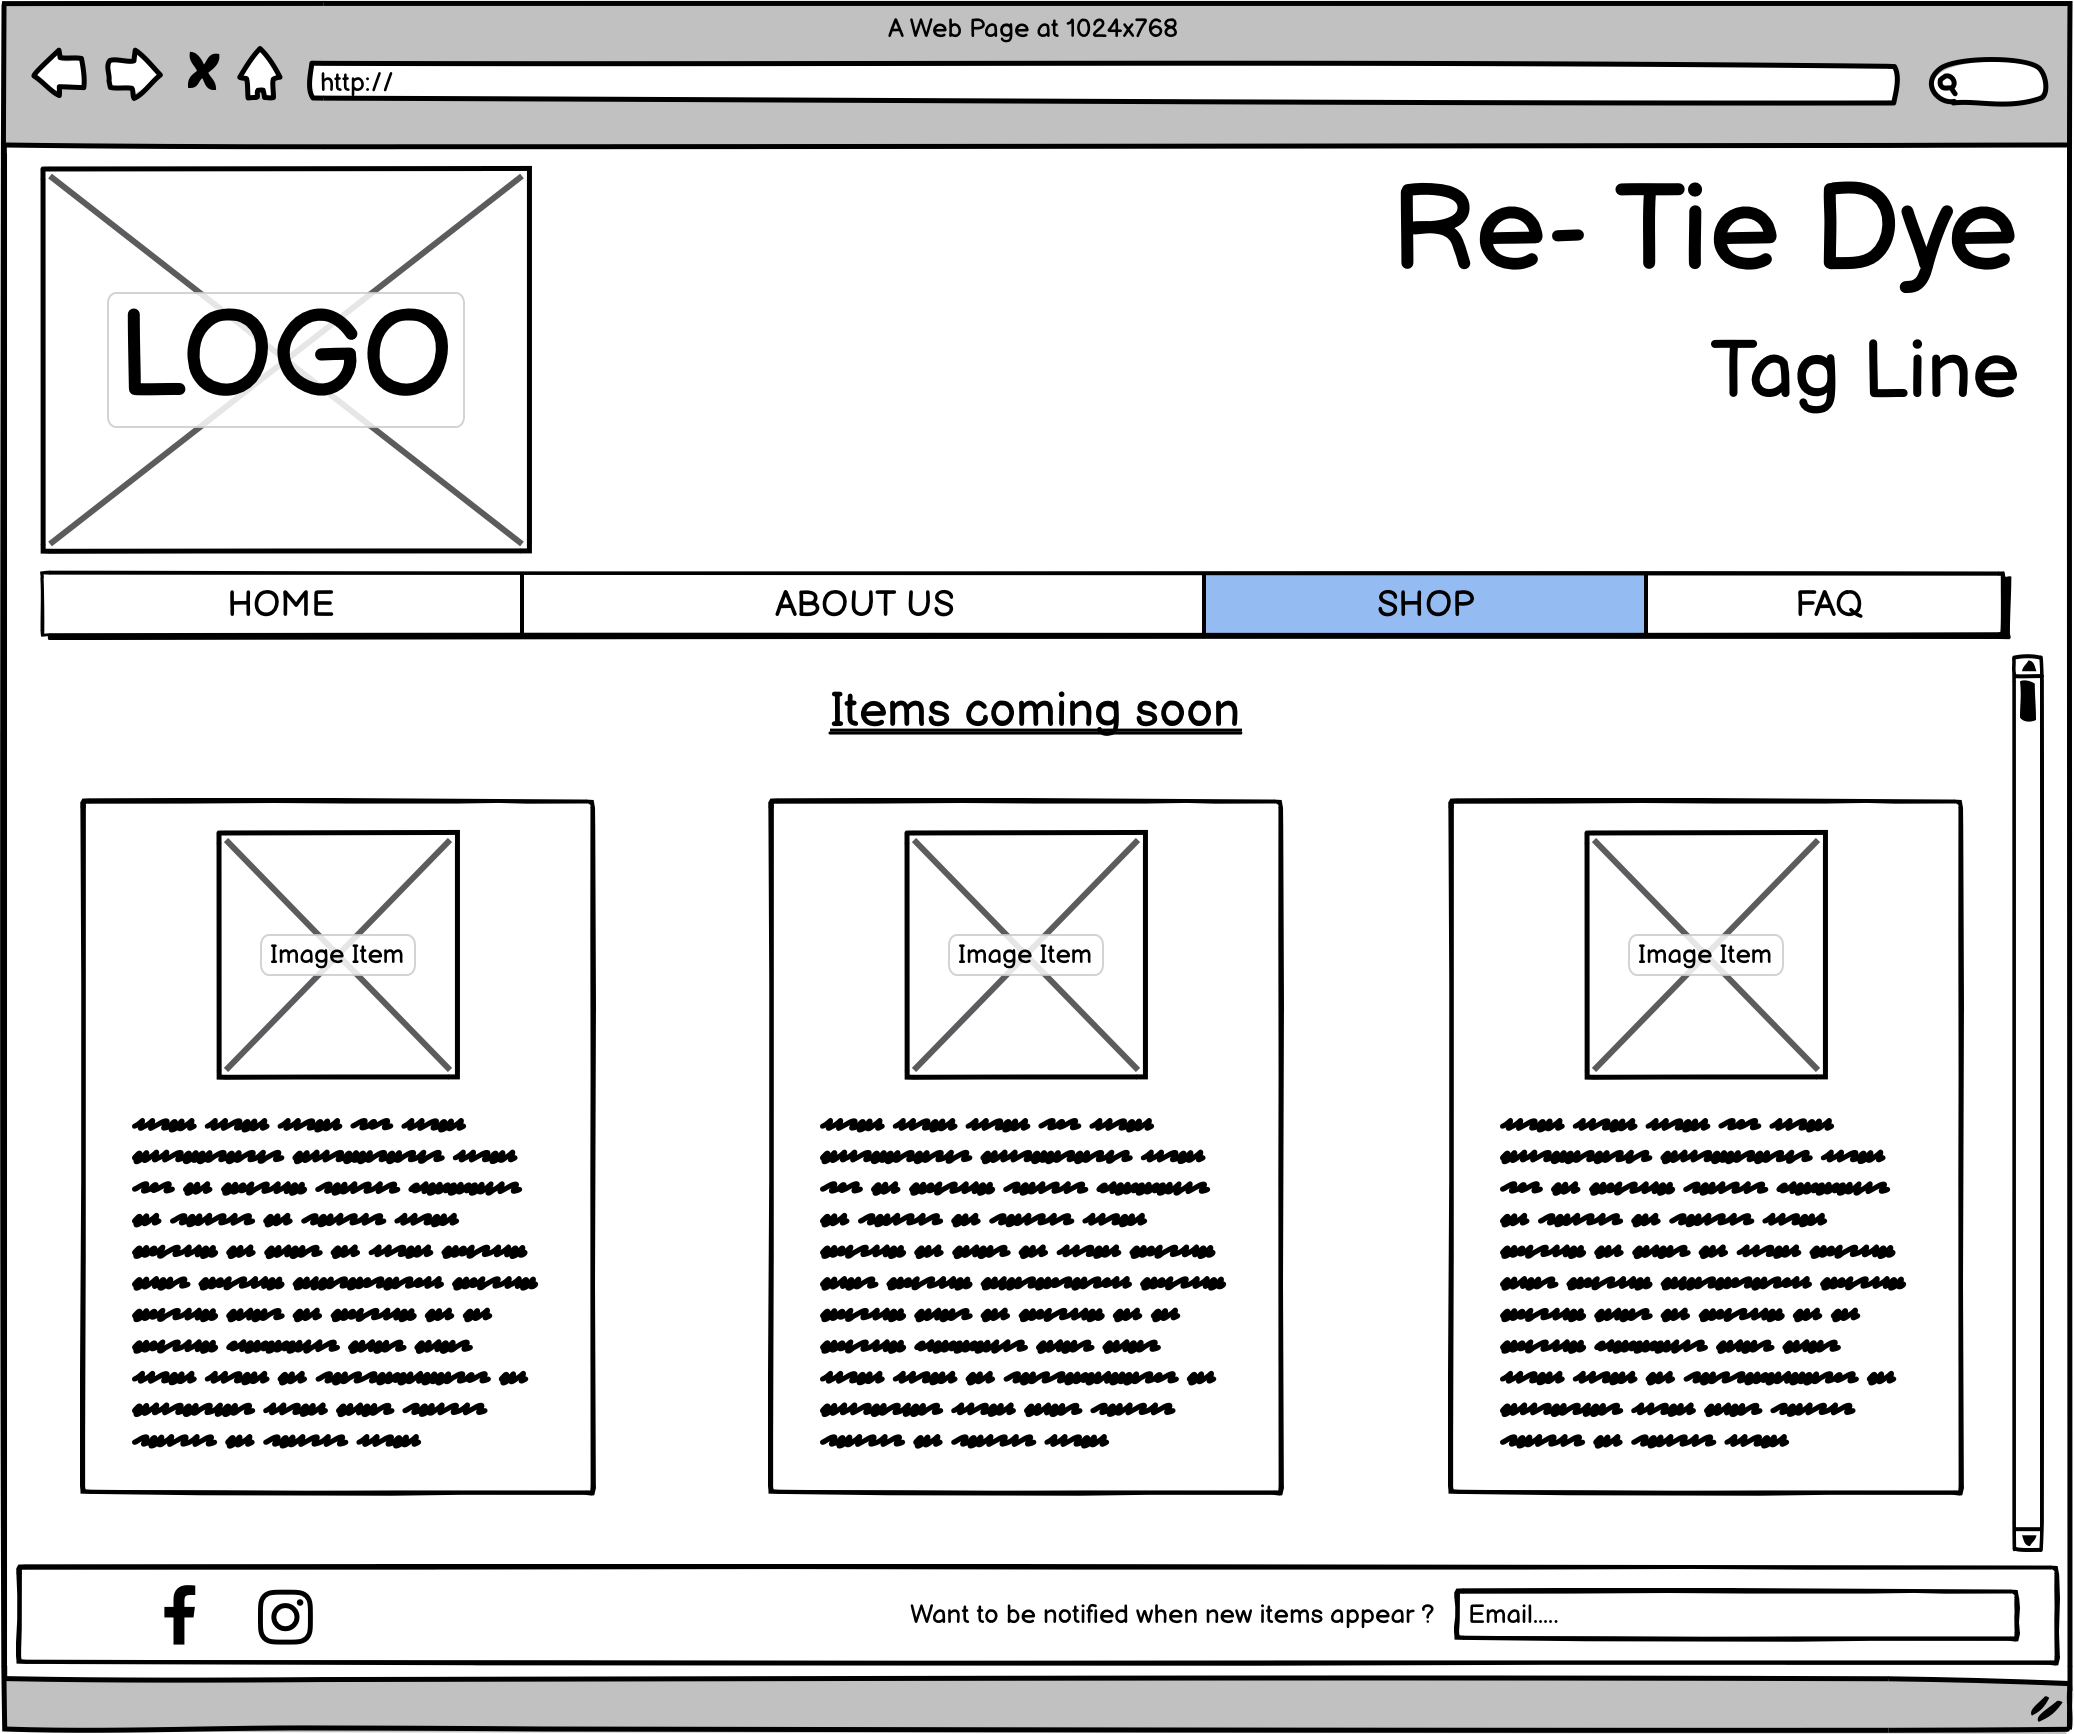 A Web Page at 1024x768
http://
LOGO
Re- Tie Dye
Tag Line
HOME ABOUT US SHOP FAQ
Items coming soon
Image Item Image Item Image Item
Want to be notified when new items appear ? Email.....